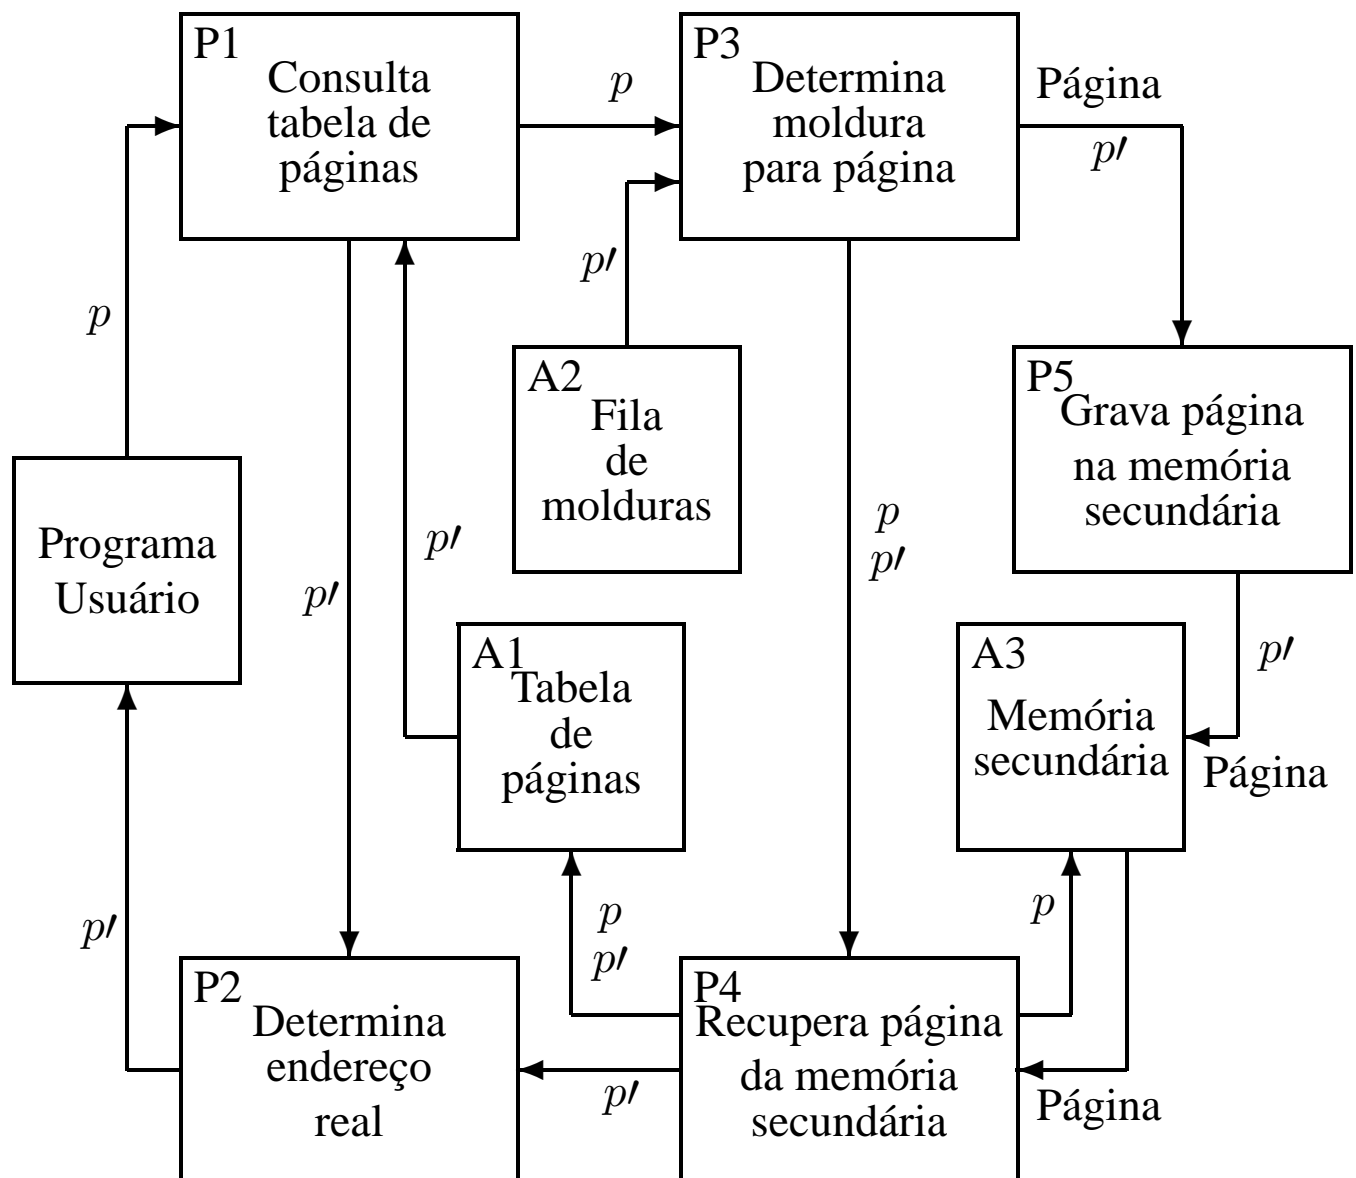 P1
Consulta
tabela de
páginas
p
P3
Determina
moldura
para página
Página
p′
p
p′
A2
Fila
de
molduras
P5
Grava página
na memória
secundária
Programa
Usuário
p′
p′
p
p′
A1
Tabela
de
páginas
A3
Memória
secundária
p′
Página
p′
p
p′
p
P2
Determina
endereço
real
p′
P4
Recupera página
da memória
secundária
Página